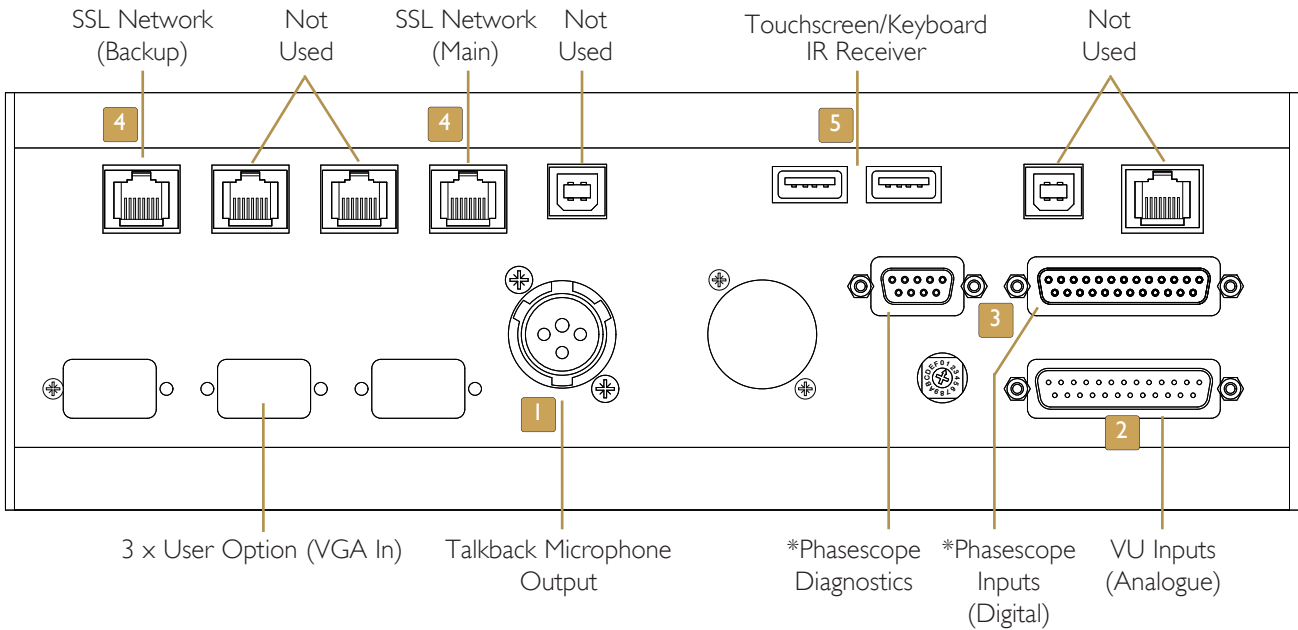 SSL Network
(Backup)
Not
Used
SSL Network
(Main)
Not
Used
Touchscreen/Keyboard
IR Receiver
Not
Used
4
4
5
3
1
2
ABCDEF0123456789
3 x User Option (VGA In)
Talkback Microphone
Output
*Phasescope
Diagnostics
*Phasescope
Inputs
(Digital)
VU Inputs
(Analogue)